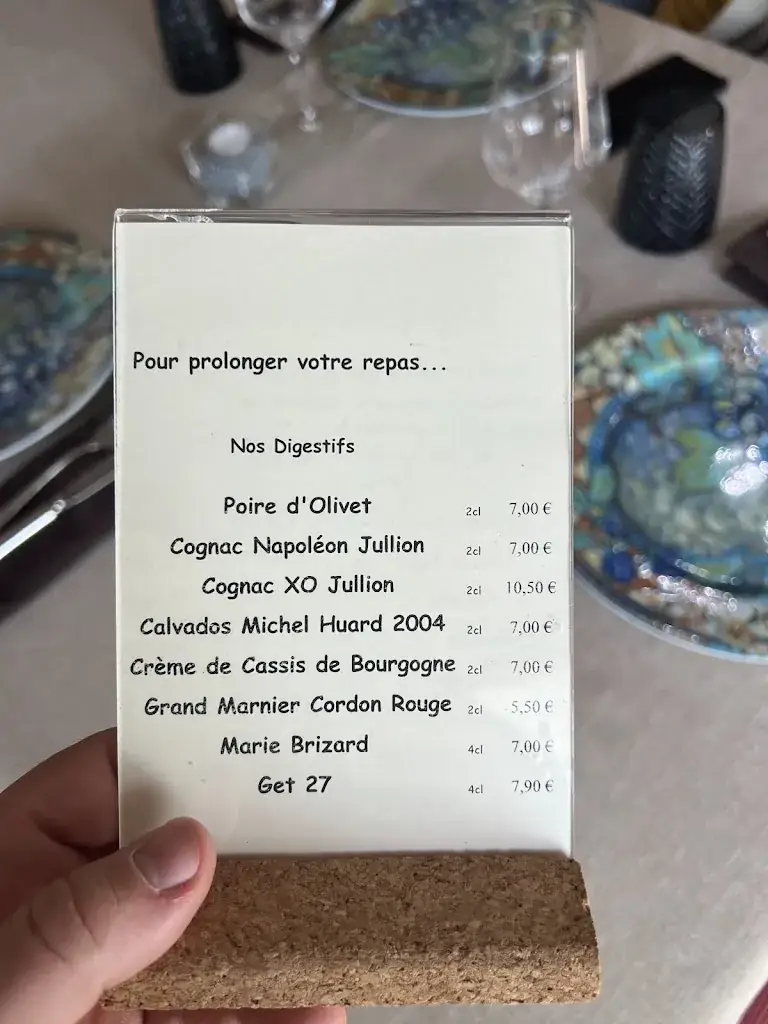 Pour prolonger votre repas...
Nos Digestifs
Poire d'Olivet 2cl 7,00 €
Cognac Napoléon Jullion 2cl 7,00 €
Cognac XO Jullion 2cl 10,50 €
Calvados Michel Huard 2004 2cl 7,00 €
Crème de Cassis de Bourgogne 2cl 7,00 €
Grand Marnier Cordon Rouge 2cl 5,50 €
Marie Brizard 4cl 7,00 €
Get 27 4cl 7,90 €